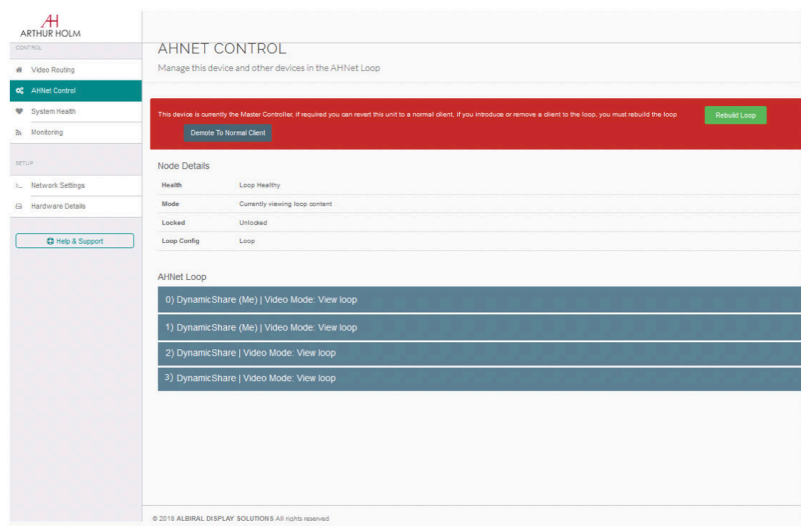 AH
ARTHUR HOLM
CONTROL
Video Routing
AHNet Control
System Health
Monitoring
SETUP
Network Settings
Hardware Details
Help & Support
AHNET CONTROL
Manage this device and other devices in the AHNet Loop
This device is currently the Master Controller, if required you can revert this unit to a normal client, if you introduce or remove a client to the loop, you must rebuild the loop
Rebuild Loop
Demote To Normal Client
Node Details
Health Loop Healthy
Mode Currently viewing loop content
Locked Unlocked
Loop Config Loop
AHNet Loop
0) DynamicShare (Me) | Video Mode: View loop
1) DynamicShare (Me) | Video Mode: View loop
2) DynamicShare | Video Mode: View loop
3) DynamicShare | Video Mode: View loop
© 2018 ALBIRAL DISPLAY SOLUTIONS All rights reserved